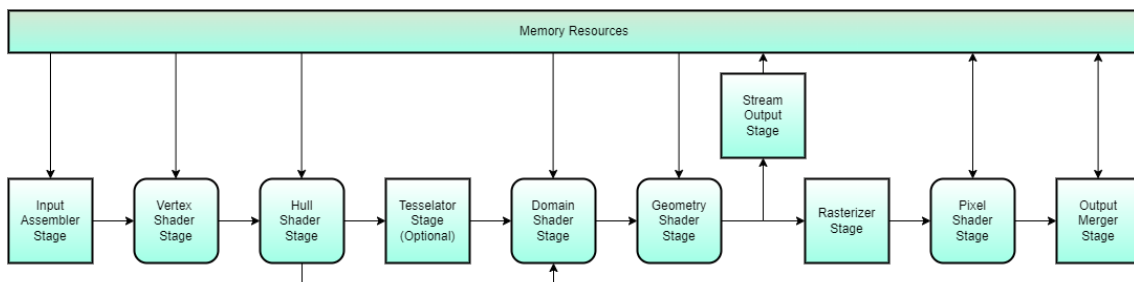 Memory Resources
Stream
Output
Stage
Input
Assembler
Stage
Vertex
Shader
Stage
Hull
Shader
Stage
Tesselator
Stage
(Optional)
Domain
Shader
Stage
Geometry
Shader
Stage
Rasterizer
Stage
Pixel
Shader
Stage
Output
Merger
Stage